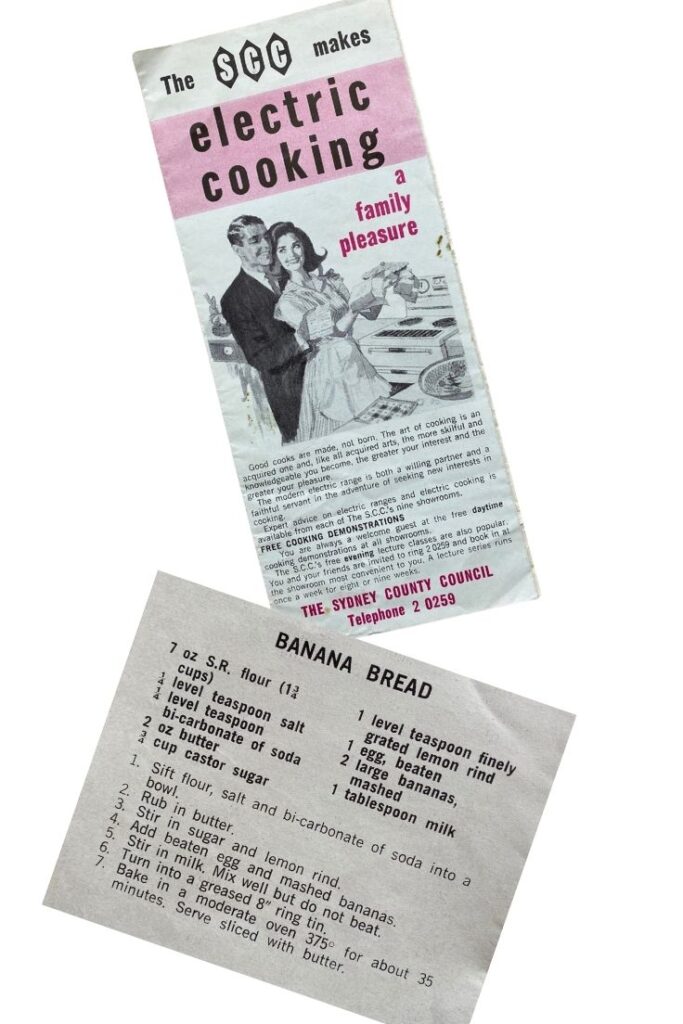 The SCC makes
electric
cooking
a
family
pleasure
Good cooks are made, not born. The art of cooking is an
acquired one and, like all acquired arts, the more skilful and
knowledgeable you become, the greater your interest and the
greater your pleasure.
The modern electric range is both a willing partner and a
faithful servant in the adventure of seeking new interests in
cooking.
Expert advice on electric ranges and electric cooking is
available from each of The S.C.C.'s nine showrooms.
FREE COOKING DEMONSTRATIONS
You are always a welcome guest at the free daytime
cooking demonstrations at all showrooms.
The S.C.C.'s free evening lecture classes are also popular.
You and your friends are invited to ring 2 0259 and book in at
the showroom most convenient to you. A lecture series runs
once a week for eight or nine weeks.
THE SYDNEY COUNTY COUNCIL
Telephone 2 0259
BANANA BREAD
7 oz S.R. flour (1¾
cups)
¼ level teaspoon salt
¼ level teaspoon
bi-carbonate of soda
2 oz butter
¾ cup castor sugar
1 level teaspoon finely
grated lemon rind
1 egg, beaten
2 large bananas,
mashed
1 tablespoon milk
1. Sift flour, salt and bi-carbonate of soda into a
bowl.
2. Rub in butter.
3. Stir in sugar and lemon rind.
4. Add beaten egg and mashed bananas.
5. Stir in milk. Mix well but do not beat.
6. Turn into a greased 8" ring tin.
7. Bake in a moderate oven 375° for about 35
minutes. Serve sliced with butter.